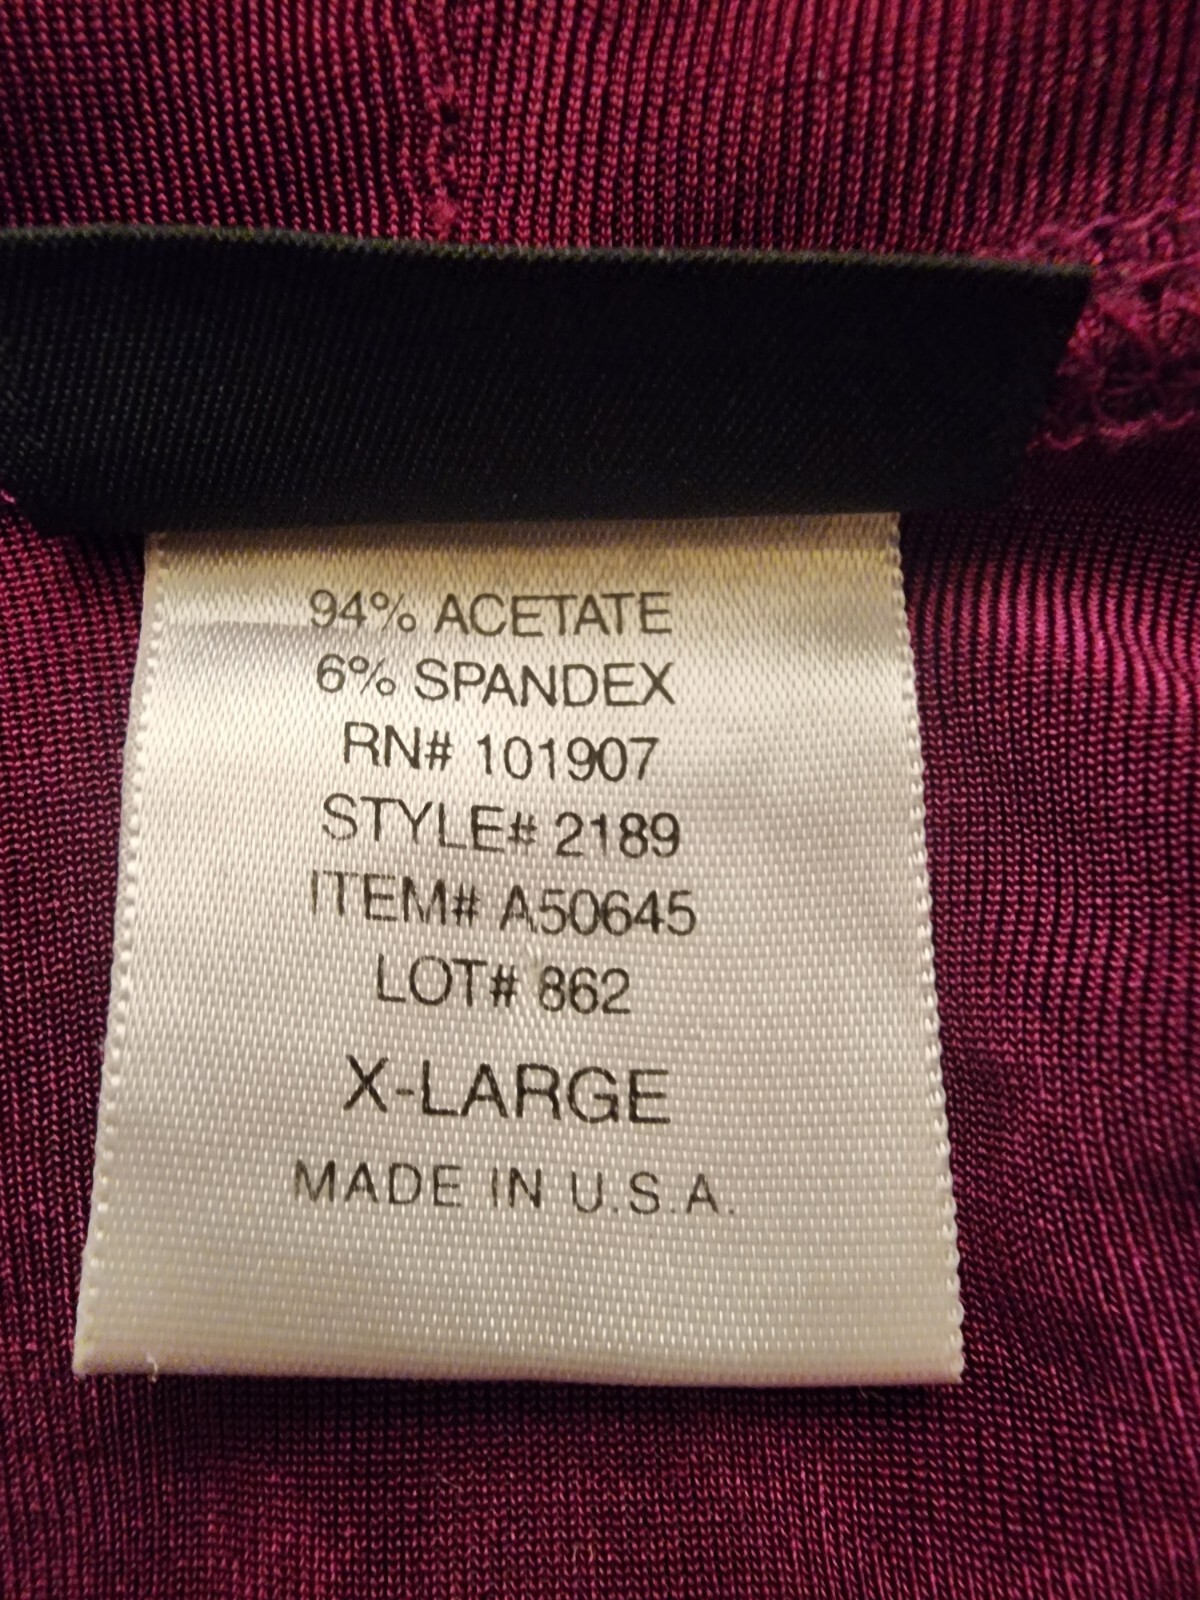 94% ACETATE
6% SPANDEX
RN# 101907
STYLE# 2189
ITEM# A50645
LOT# 862
X-LARGE
MADE IN U.S.A.